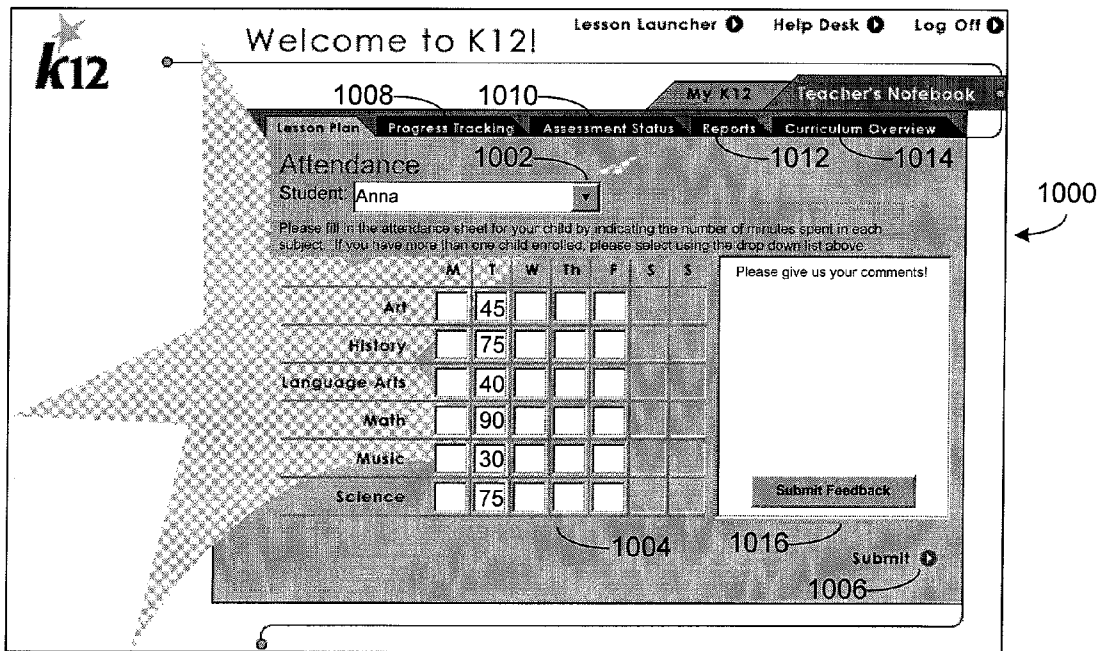 Lesson Launcher Help Desk Log Off
k12 Welcome to K12!
My K12 Teacher's Notebook
1008 1010
Lesson Plan Progress Tracking Assessment Status Reports Curriculum Overview
1012 1014
Attendance 1002
Student: Anna
1000
Please fill in the attendance sheet for your child by indicating the number of minutes spent in each
subject. If you have more than one child enrolled, please select using the drop down list above.
M T W Th F S S
Please give us your comments!
Art 45
History 75
Language Arts 40
Math 90
Music 30
Science 75
Submit Feedback
1004 1016
Submit
1006